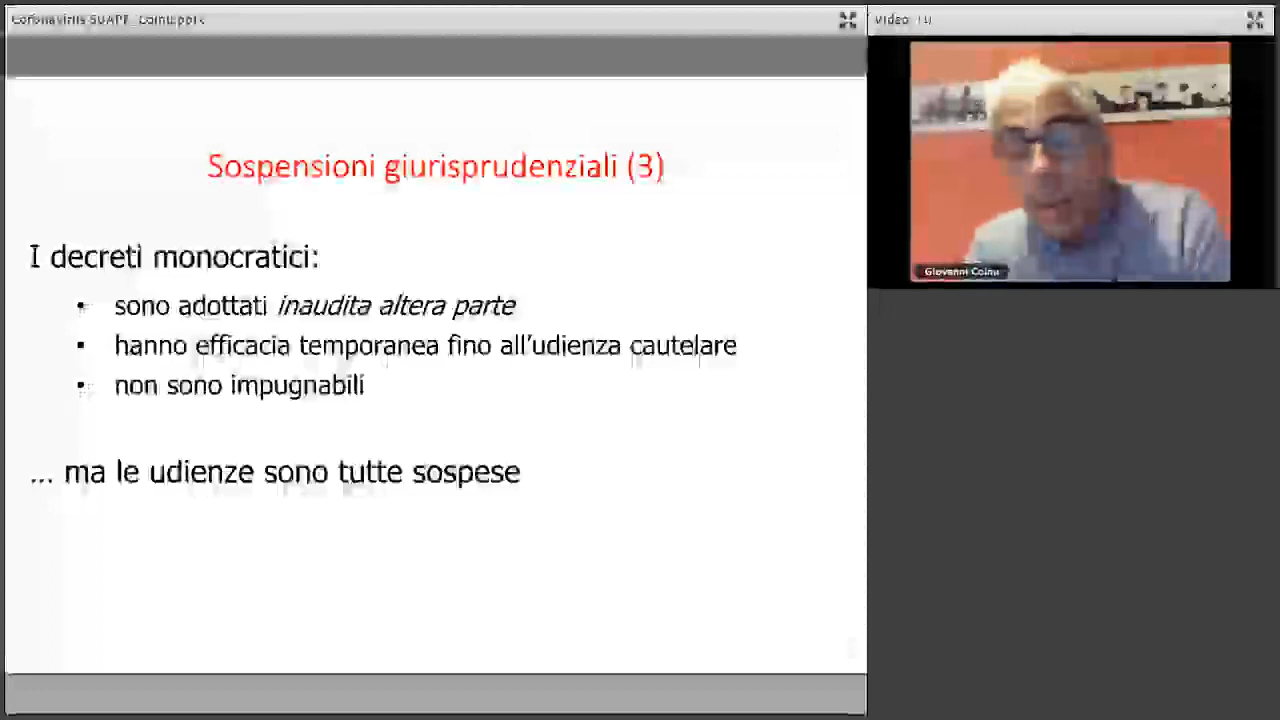 Coronavirus SUAPE_Coinu.pptx
Video
Sospensioni giurisprudenziali (3)
I decreti monocratici:
▪ sono adottati inaudita altera parte
▪ hanno efficacia temporanea fino all'udienza cautelare
▪ non sono impugnabili
... ma le udienze sono tutte sospese
Giovanni Coinu